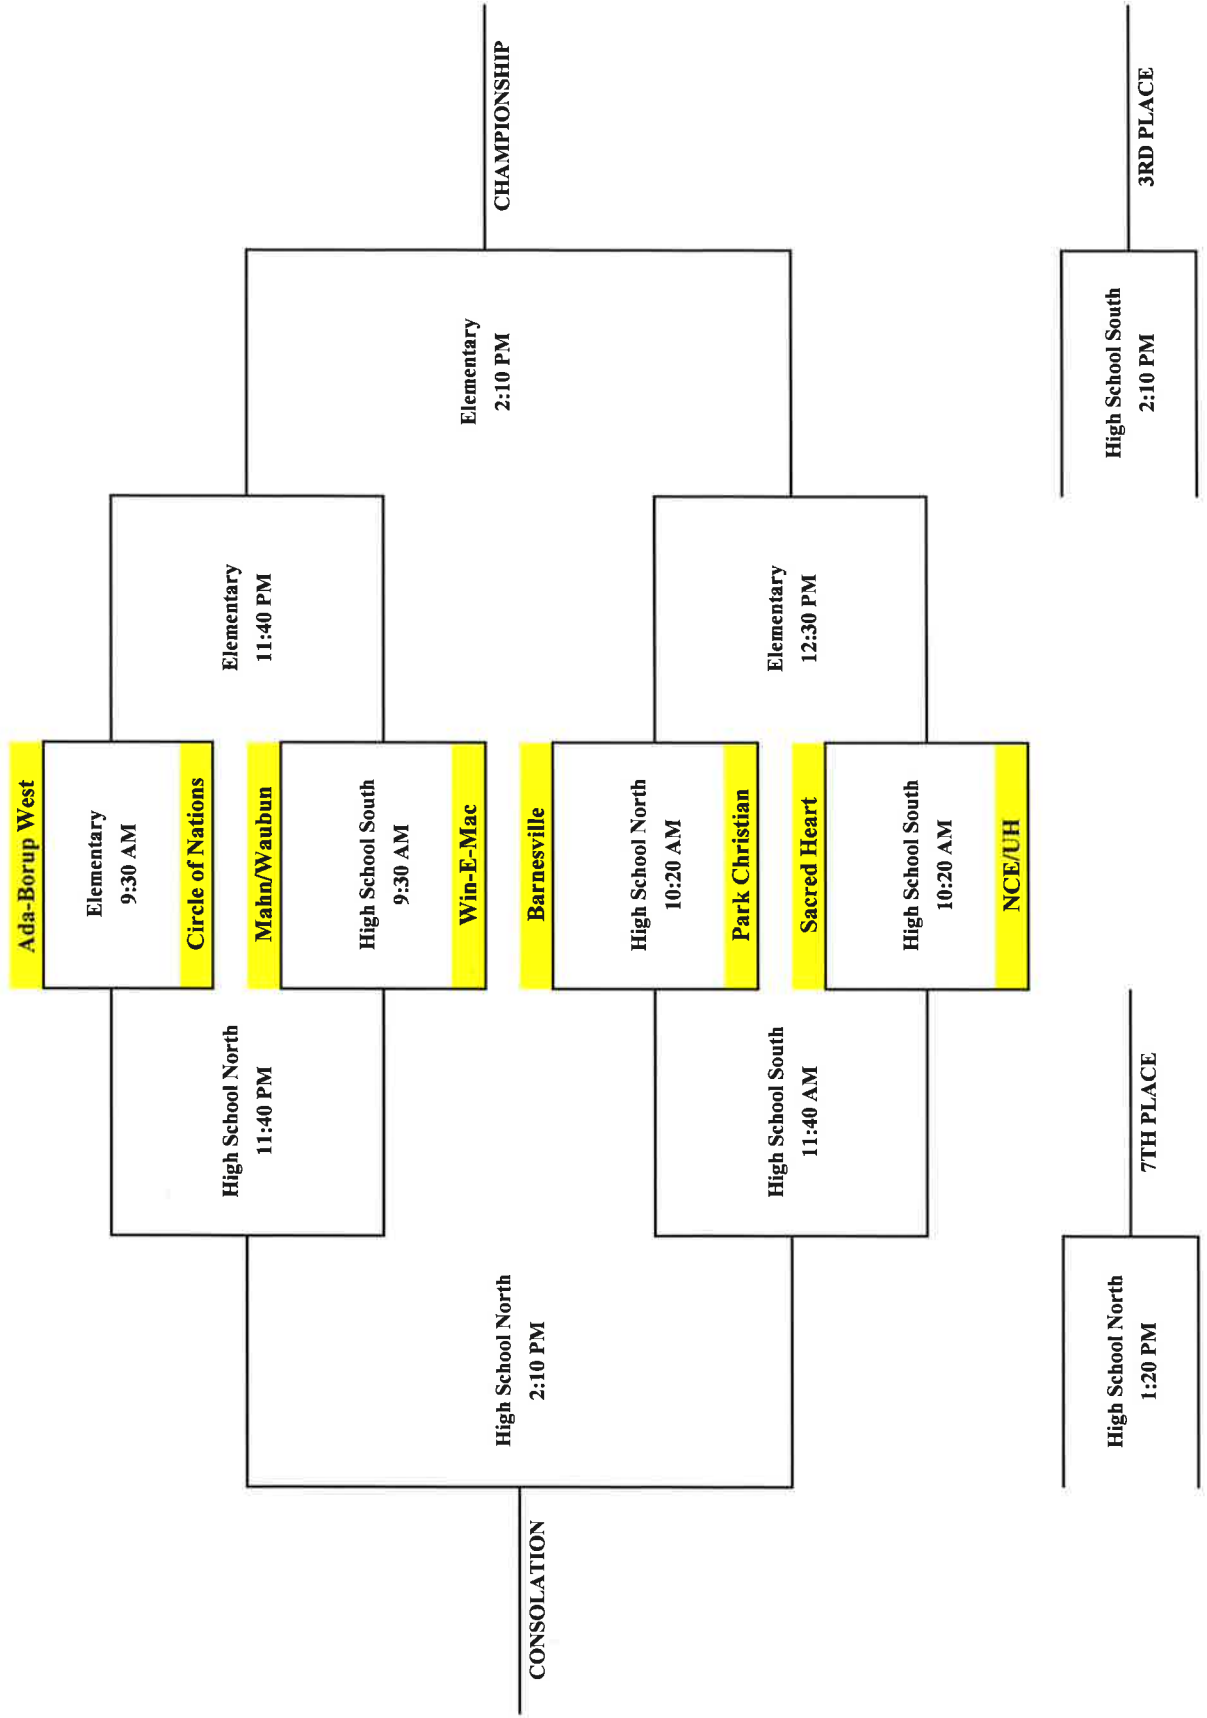 Ada-Borup West
Elementary
9:30 AM
Circle of Nations
Mahn/Waubun
High School South
9:30 AM
Win-E-Mac
Barnesville
High School North
10:20 AM
Park Christian
Sacred Heart
High School South
10:20 AM
NCE/UH
High School North
11:40 PM
High School South
11:40 AM
High School North
2:10 PM
CONSOLATION
Elementary
11:40 PM
Elementary
12:30 PM
Elementary
2:10 PM
CHAMPIONSHIP
High School North
1:20 PM
7TH PLACE
High School South
2:10 PM
3RD PLACE